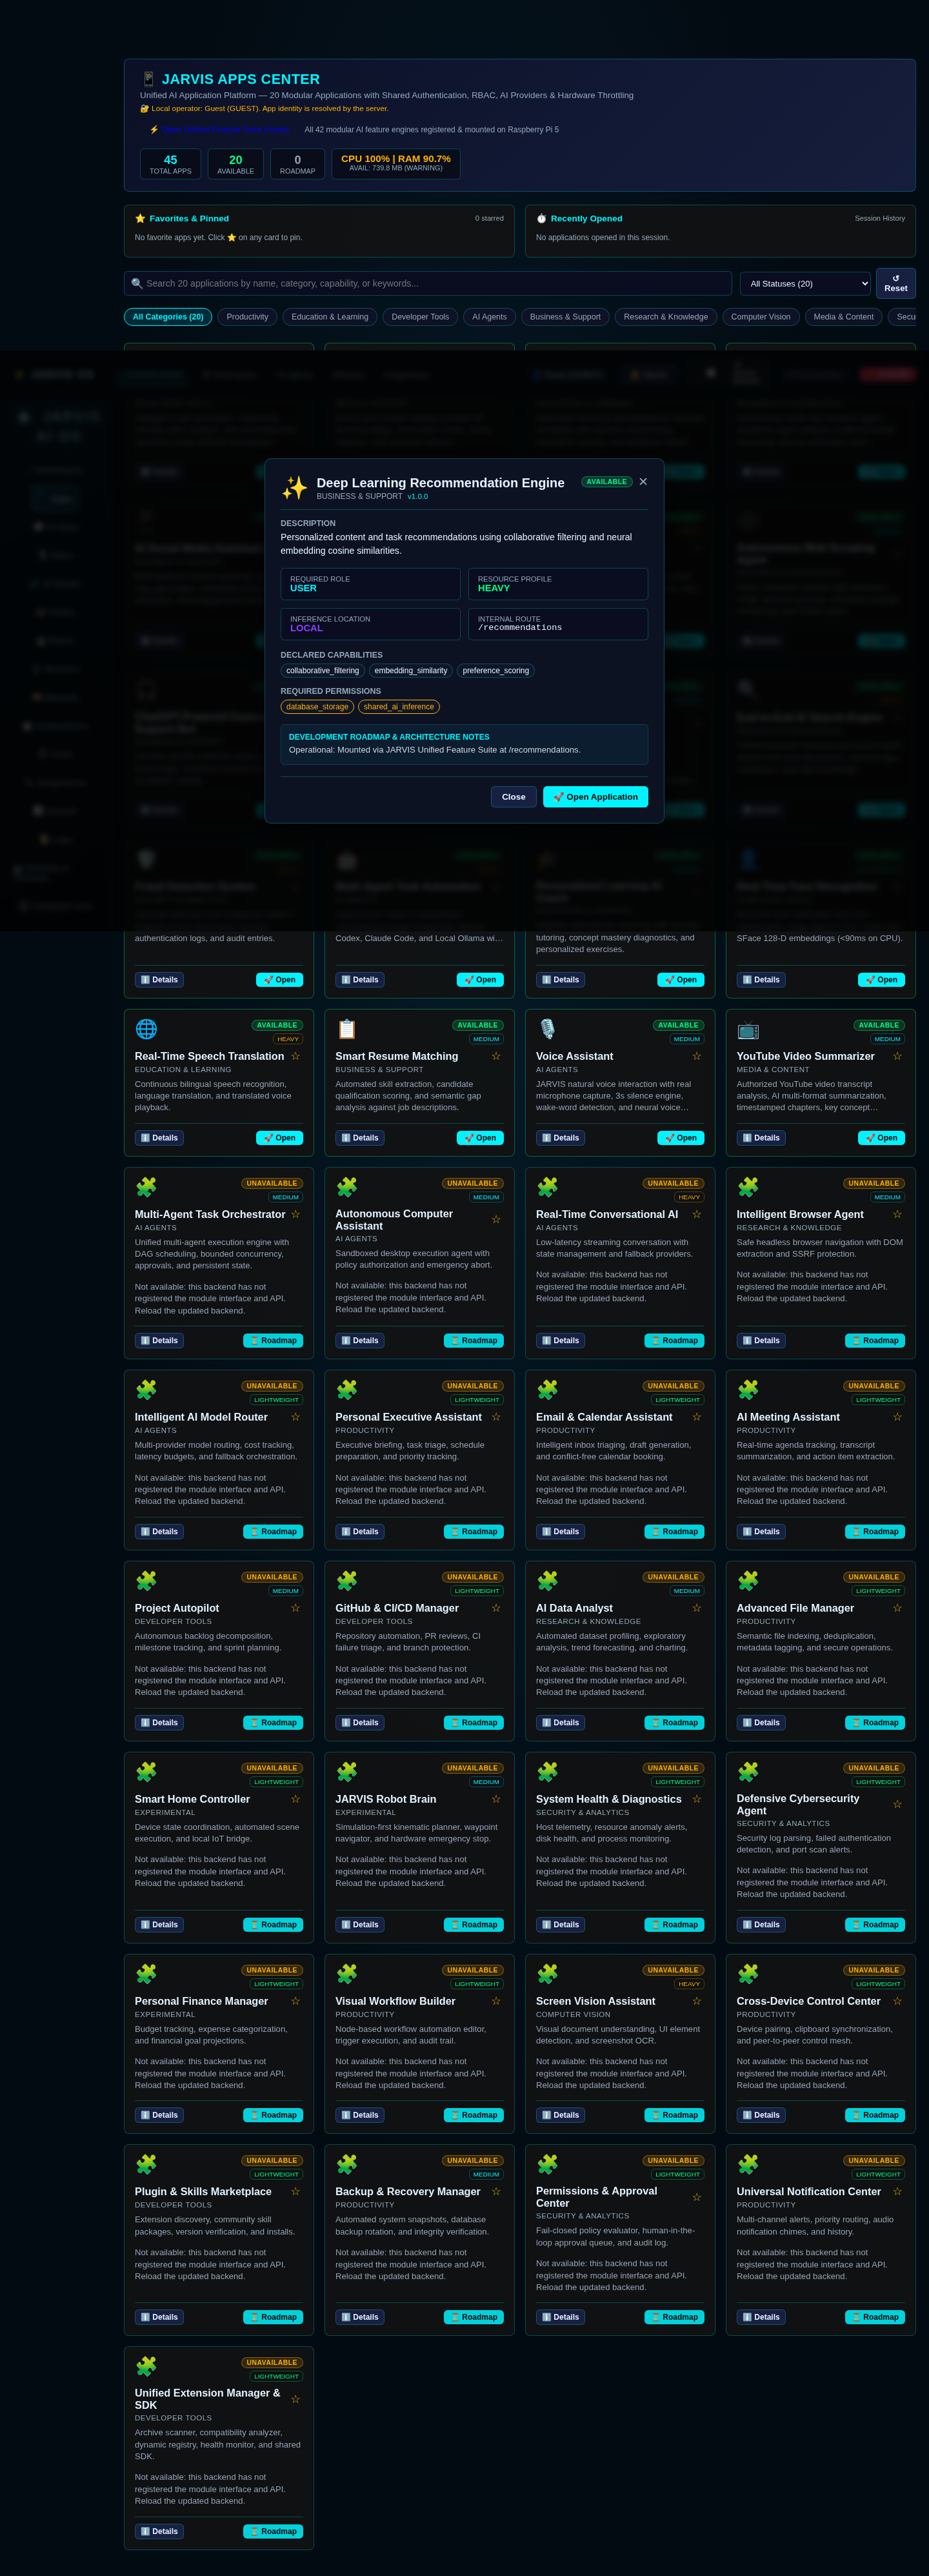 JARVIS APPS CENTER
Unified AI Application Platform — 20 Modular Applications with Shared Authentication, RBAC, AI Providers & Hardware Throttling
Local operator: Guest (GUEST). App identity is resolved by the server.
All 42 modular AI feature engines registered & mounted on Raspberry Pi 5
45
TOTAL APPS
20
AVAILABLE
0
ROADMAP
CPU 100% | RAM 90.7%
AVAIL: 739.8 MB (WARNING)
Favorites & Pinned
0 starred
No favorite apps yet. Click ⭐ on any card to pin.
Recently Opened
Session History
No applications opened in this session.
Search 20 applications by name, category, capability, or keywords...
All Statuses (20)
↺
Reset
All Categories (20)
Productivity
Education & Learning
Developer Tools
AI Agents
Business & Support
Research & Knowledge
Computer Vision
Media & Content
Deep Learning Recommendation Engine
AVAILABLE
✕
BUSINESS & SUPPORT v1.0.0
DESCRIPTION
Personalized content and task recommendations using collaborative filtering and neural
embedding cosine similarities.
REQUIRED ROLE
USER
RESOURCE PROFILE
HEAVY
INFERENCE LOCATION
LOCAL
INTERNAL ROUTE
/recommendations
DECLARED CAPABILITIES
collaborative_filtering
embedding_similarity
preference_scoring
REQUIRED PERMISSIONS
database_storage
shared_ai_inference
DEVELOPMENT ROADMAP & ARCHITECTURE NOTES
Operational: Mounted via JARVIS Unified Feature Suite at /recommendations.
Close
Open Application
authentication logs, and audit entries.
Details
Open
Codex, Claude Code, and Local Ollama wi…
Details
Open
tutoring, concept mastery diagnostics, and
personalized exercises.
Details
Open
SFace 128-D embeddings (<90ms on CPU).
Details
Open
AVAILABLE
HEAVY
Real-Time Speech Translation
EDUCATION & LEARNING
Continuous bilingual speech recognition,
language translation, and translated voice
playback.
Details
Open
AVAILABLE
MEDIUM
Smart Resume Matching
BUSINESS & SUPPORT
Automated skill extraction, candidate
qualification scoring, and semantic gap
analysis against job descriptions.
Details
Open
AVAILABLE
MEDIUM
Voice Assistant
AI AGENTS
JARVIS natural voice interaction with real
microphone capture, 3s silence engine,
wake-word detection, and neural voice…
Details
Open
AVAILABLE
MEDIUM
YouTube Video Summarizer
MEDIA & CONTENT
Authorized YouTube video transcript
analysis, AI multi-format summarization,
timestamped chapters, key concept…
Details
Open
UNAVAILABLE
MEDIUM
Multi-Agent Task Orchestrator
AI AGENTS
Unified multi-agent execution engine with
DAG scheduling, bounded concurrency,
approvals, and persistent state.
Not available: this backend has not
registered the module interface and API.
Reload the updated backend.
Details
Roadmap
UNAVAILABLE
MEDIUM
Autonomous Computer
Assistant
AI AGENTS
Sandboxed desktop execution agent with
policy authorization and emergency abort.
Not available: this backend has not
registered the module interface and API.
Reload the updated backend.
Details
Roadmap
UNAVAILABLE
HEAVY
Real-Time Conversational AI
AI AGENTS
Low-latency streaming conversation with
state management and fallback providers.
Not available: this backend has not
registered the module interface and API.
Reload the updated backend.
Details
Roadmap
UNAVAILABLE
MEDIUM
Intelligent Browser Agent
RESEARCH & KNOWLEDGE
Safe headless browser navigation with DOM
extraction and SSRF protection.
Not available: this backend has not
registered the module interface and API.
Reload the updated backend.
Details
Roadmap
UNAVAILABLE
LIGHTWEIGHT
Intelligent AI Model Router
AI AGENTS
Multi-provider model routing, cost tracking,
latency budgets, and fallback orchestration.
Not available: this backend has not
registered the module interface and API.
Reload the updated backend.
Details
Roadmap
UNAVAILABLE
LIGHTWEIGHT
Personal Executive Assistant
PRODUCTIVITY
Executive briefing, task triage, schedule
preparation, and priority tracking.
Not available: this backend has not
registered the module interface and API.
Reload the updated backend.
Details
Roadmap
UNAVAILABLE
LIGHTWEIGHT
Email & Calendar Assistant
PRODUCTIVITY
Intelligent inbox triaging, draft generation,
and conflict-free calendar booking.
Not available: this backend has not
registered the module interface and API.
Reload the updated backend.
Details
Roadmap
UNAVAILABLE
LIGHTWEIGHT
AI Meeting Assistant
PRODUCTIVITY
Real-time agenda tracking, transcript
summarization, and action item extraction.
Not available: this backend has not
registered the module interface and API.
Reload the updated backend.
Details
Roadmap
UNAVAILABLE
MEDIUM
Project Autopilot
DEVELOPER TOOLS
Autonomous backlog decomposition,
milestone tracking, and sprint planning.
Not available: this backend has not
registered the module interface and API.
Reload the updated backend.
Details
Roadmap
UNAVAILABLE
LIGHTWEIGHT
GitHub & CI/CD Manager
DEVELOPER TOOLS
Repository automation, PR reviews, CI
failure triage, and branch protection.
Not available: this backend has not
registered the module interface and API.
Reload the updated backend.
Details
Roadmap
UNAVAILABLE
MEDIUM
AI Data Analyst
RESEARCH & KNOWLEDGE
Automated dataset profiling, exploratory
analysis, trend forecasting, and charting.
Not available: this backend has not
registered the module interface and API.
Reload the updated backend.
Details
Roadmap
UNAVAILABLE
LIGHTWEIGHT
Advanced File Manager
PRODUCTIVITY
Semantic file indexing, deduplication,
metadata tagging, and secure operations.
Not available: this backend has not
registered the module interface and API.
Reload the updated backend.
Details
Roadmap
UNAVAILABLE
LIGHTWEIGHT
Smart Home Controller
EXPERIMENTAL
Device state coordination, automated scene
execution, and local IoT bridge.
Not available: this backend has not
registered the module interface and API.
Reload the updated backend.
Details
Roadmap
UNAVAILABLE
MEDIUM
JARVIS Robot Brain
EXPERIMENTAL
Simulation-first kinematic planner, waypoint
navigator, and hardware emergency stop.
Not available: this backend has not
registered the module interface and API.
Reload the updated backend.
Details
Roadmap
UNAVAILABLE
LIGHTWEIGHT
System Health & Diagnostics
SECURITY & ANALYTICS
Host telemetry, resource anomaly alerts,
disk health, and process monitoring.
Not available: this backend has not
registered the module interface and API.
Reload the updated backend.
Details
Roadmap
UNAVAILABLE
LIGHTWEIGHT
Defensive Cybersecurity
Agent
SECURITY & ANALYTICS
Security log parsing, failed authentication
detection, and port scan alerts.
Not available: this backend has not
registered the module interface and API.
Reload the updated backend.
Details
Roadmap
UNAVAILABLE
LIGHTWEIGHT
Personal Finance Manager
EXPERIMENTAL
Budget tracking, expense categorization,
and financial goal projections.
Not available: this backend has not
registered the module interface and API.
Reload the updated backend.
Details
Roadmap
UNAVAILABLE
LIGHTWEIGHT
Visual Workflow Builder
PRODUCTIVITY
Node-based workflow automation editor,
trigger execution, and audit trail.
Not available: this backend has not
registered the module interface and API.
Reload the updated backend.
Details
Roadmap
UNAVAILABLE
HEAVY
Screen Vision Assistant
COMPUTER VISION
Visual document understanding, UI element
detection, and screenshot OCR.
Not available: this backend has not
registered the module interface and API.
Reload the updated backend.
Details
Roadmap
UNAVAILABLE
LIGHTWEIGHT
Cross-Device Control Center
PRODUCTIVITY
Device pairing, clipboard synchronization,
and peer-to-peer control mesh.
Not available: this backend has not
registered the module interface and API.
Reload the updated backend.
Details
Roadmap
UNAVAILABLE
LIGHTWEIGHT
Plugin & Skills Marketplace
DEVELOPER TOOLS
Extension discovery, community skill
packages, version verification, and installs.
Not available: this backend has not
registered the module interface and API.
Reload the updated backend.
Details
Roadmap
UNAVAILABLE
MEDIUM
Backup & Recovery Manager
PRODUCTIVITY
Automated system snapshots, database
backup rotation, and integrity verification.
Not available: this backend has not
registered the module interface and API.
Reload the updated backend.
Details
Roadmap
UNAVAILABLE
LIGHTWEIGHT
Permissions & Approval
Center
SECURITY & ANALYTICS
Fail-closed policy evaluator, human-in-the-
loop approval queue, and audit log.
Not available: this backend has not
registered the module interface and API.
Reload the updated backend.
Details
Roadmap
UNAVAILABLE
LIGHTWEIGHT
Universal Notification Center
PRODUCTIVITY
Multi-channel alerts, priority routing, audio
notification chimes, and history.
Not available: this backend has not
registered the module interface and API.
Reload the updated backend.
Details
Roadmap
UNAVAILABLE
LIGHTWEIGHT
Unified Extension Manager &
SDK
DEVELOPER TOOLS
Archive scanner, compatibility analyzer,
dynamic registry, health monitor, and shared
SDK.
Not available: this backend has not
registered the module interface and API.
Reload the updated backend.
Details
Roadmap